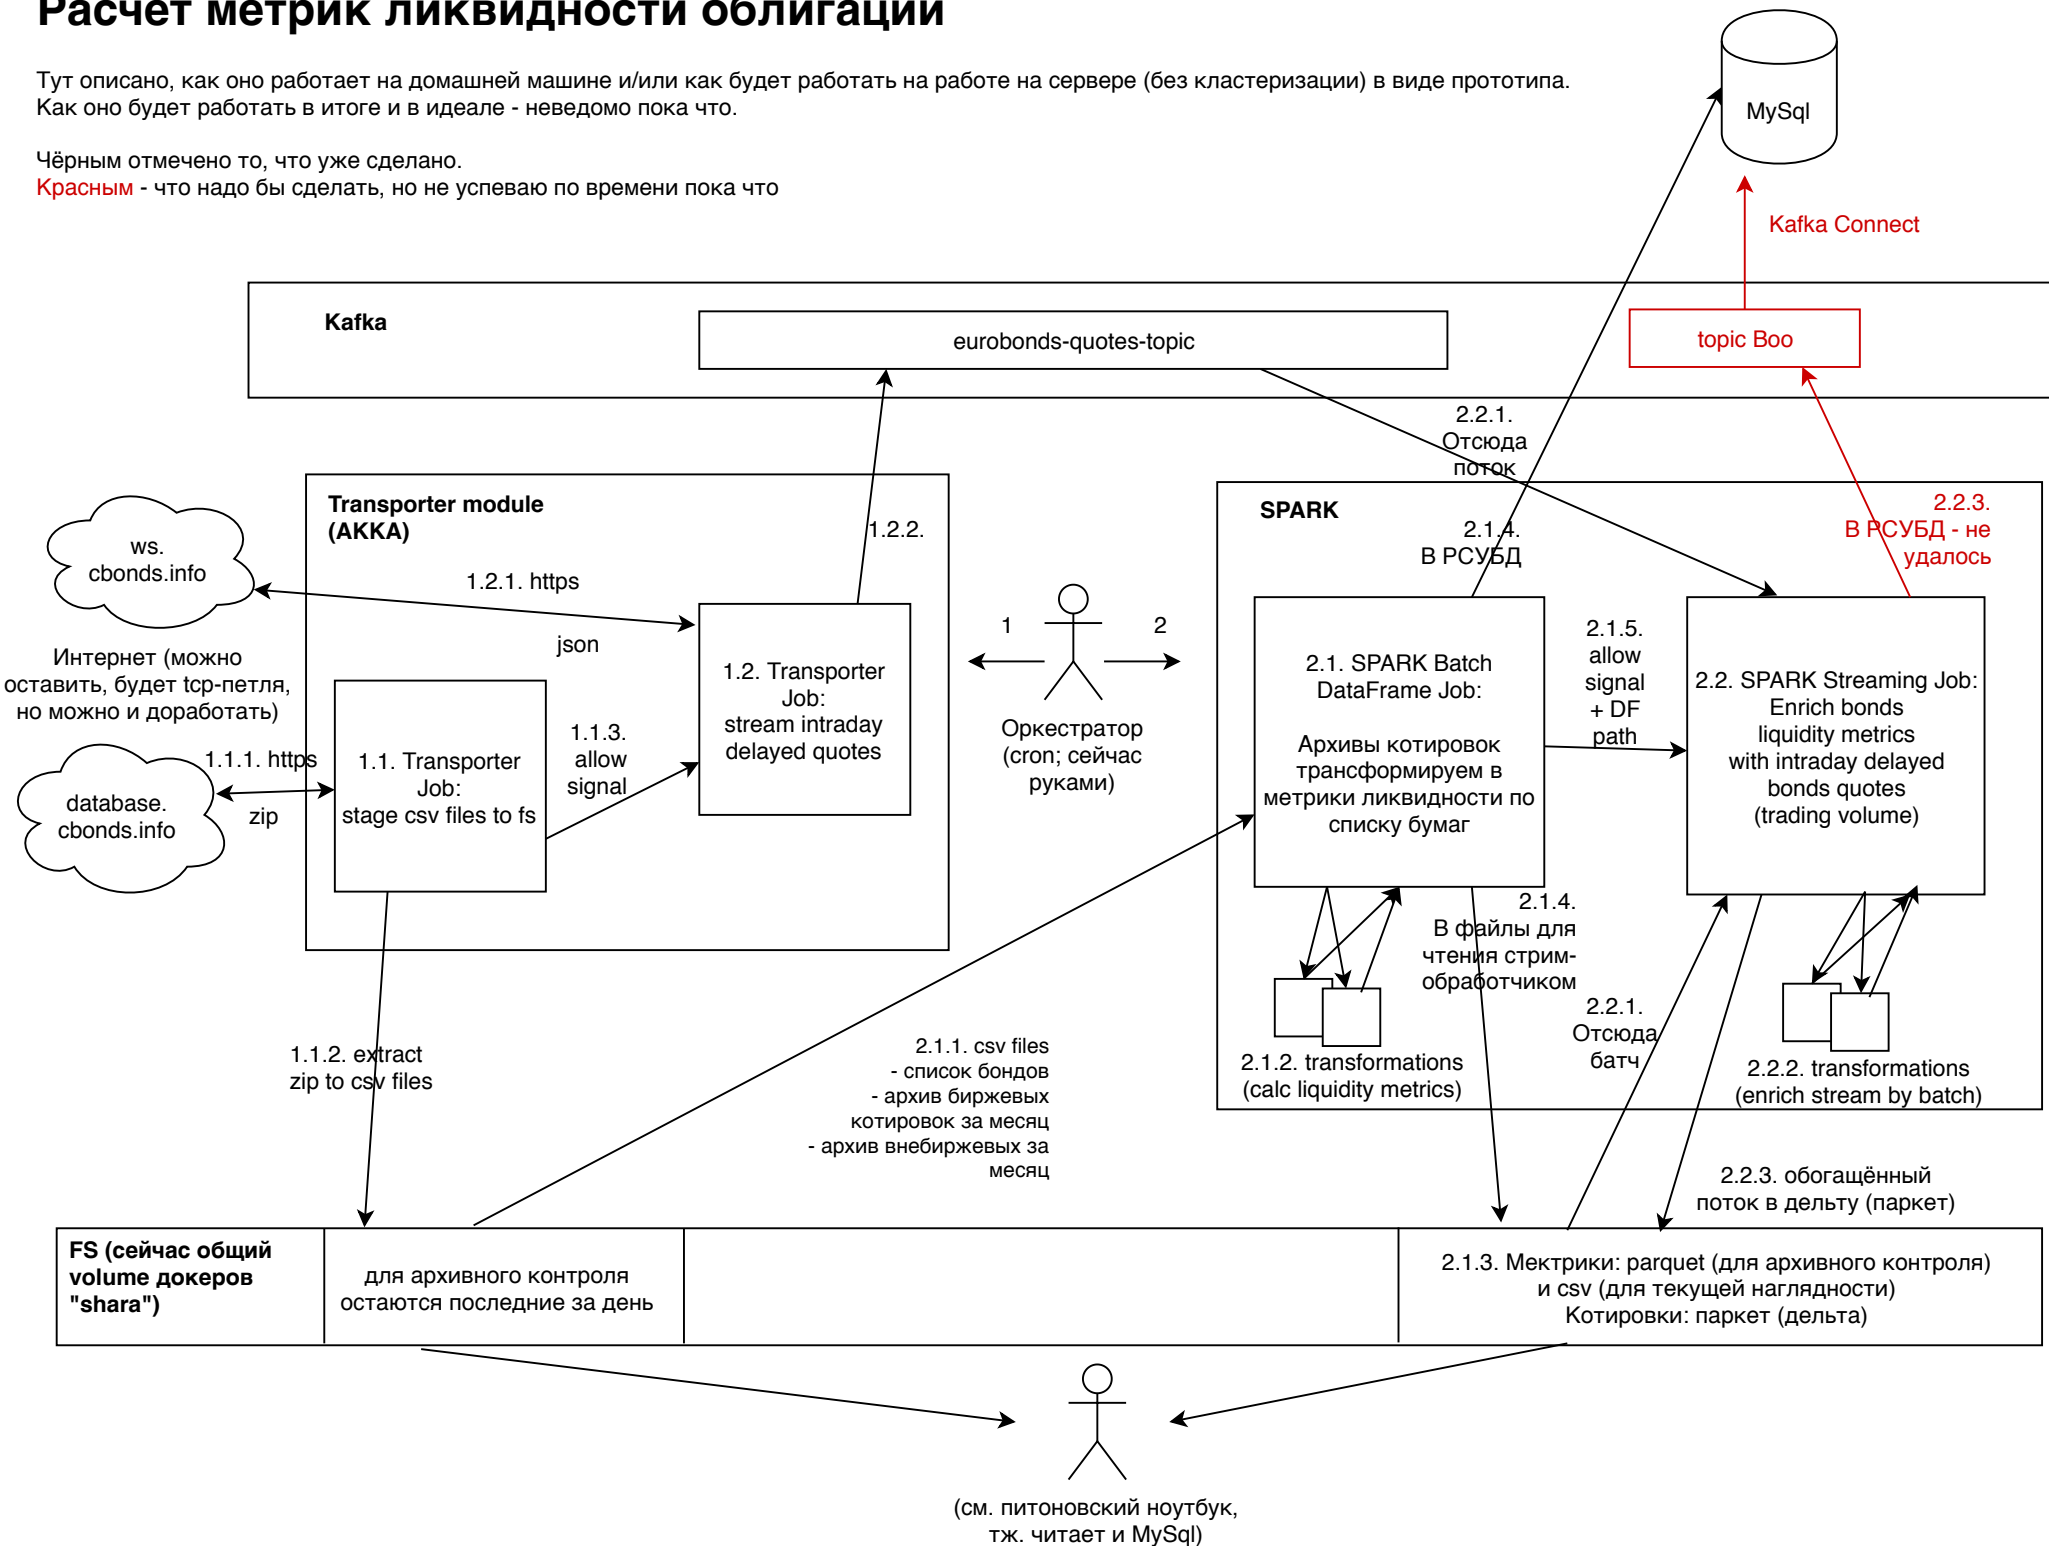 Расчет метрик ликвидности облигаций
Тут описано, как оно работает на домашней машине и/или как будет работать на работе на сервере (без кластеризации) в виде прототипа.
Как оно будет работать в итоге и в идеале - неведомо пока что.
Чёрным отмечено то, что уже сделано.
Красным - что надо бы сделать, но не успеваю по времени пока что
MySql
Kafka Connect
Kafka
eurobonds-quotes-topic
topic Boo
2.2.1.
Отсюда
поток
Transporter module
(AKKA)
SPARK
1.2.2.
2.1.4.
В РСУБД
2.2.3.
В РСУБД - не
удалось
ws.
cbonds.info
1.2.1. https
json
Интернет (можно
оставить, будет tcp-петля,
но можно и доработать)
1.2. Transporter
Job:
stream intraday
delayed quotes
1
2
Оркестратор
(cron; сейчас
руками)
2.1. SPARK Batch
DataFrame Job:
Архивы котировок
трансформируем в
метрики ликвидности по
списку бумаг
2.1.5.
allow
signal
+ DF
path
2.2. SPARK Streaming Job:
Enrich bonds
liquidity metrics
with intraday delayed
bonds quotes
(trading volume)
1.1.1. https
zip
database.
cbonds.info
1.1. Transporter
Job:
stage csv files to fs
1.1.3.
allow
signal
2.1.4.
В файлы для
чтения стрим-
обработчиком
2.2.1.
Отсюда
батч
1.1.2. extract
zip to csv files
2.1.1. csv files
- список бондов
- архив биржевых
котировок за месяц
- архив внебиржевых за
месяц
2.1.2. transformations
(calc liquidity metrics)
2.2.2. transformations
(enrich stream by batch)
2.2.3. обогащённый
поток в дельту (паркет)
FS (сейчас общий
volume докеров
"shara")
для архивного контроля
остаются последние за день
2.1.3. Мектрики: parquet (для архивного контроля)
и csv (для текущей наглядности)
Котировки: паркет (дельта)
(см. питоновский ноутбук,
тж. читает и MySql)